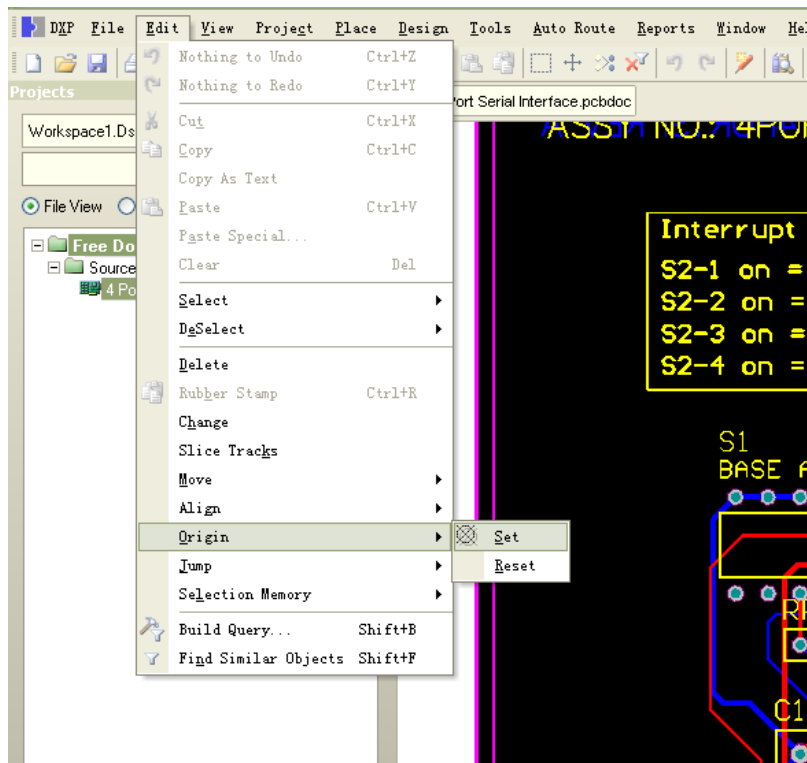 DXP File Edit View Project Place Design Tools Auto Route Reports Window
Projects
Port Serial Interface.pcbdoc
Workspace1.Ds
File View
Free Do
Source
4 Po
Nothing to Undo Ctrl+Z
Nothing to Redo Ctrl+Y
Cut Ctrl+X
Copy Ctrl+C
Copy As Text
Paste Ctrl+V
Paste Special...
Clear Del
Select
DeSelect
Delete
Rubber Stamp Ctrl+R
Change
Slice Tracks
Move
Align
Origin
Jump
Selection Memory
Build Query... Shift+B
Find Similar Objects Shift+F
Set
Reset
ASSY NO.: 4POR
Interrupt
S2-1 on =
S2-2 on =
S2-3 on =
S2-4 on =
S1
BASE A
C1